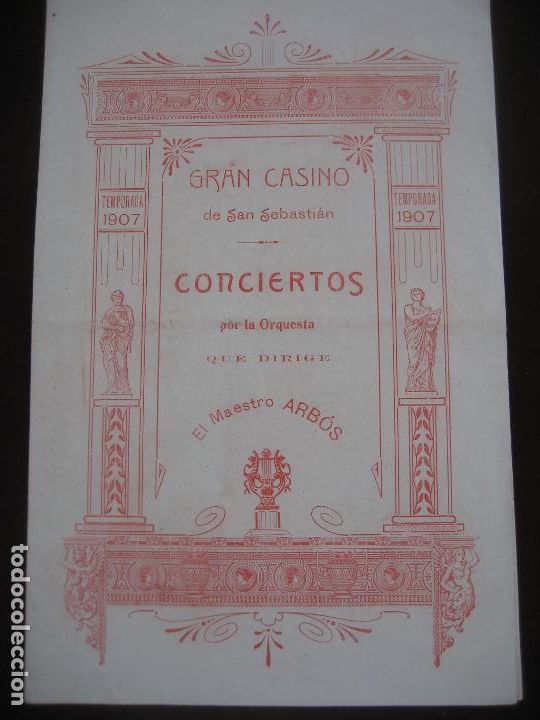 GRAN CASINO
de San Sebastián
TEMPORADA
1907
TEMPORADA
1907
CONCIERTOS
por la Orquesta
QUE DIRIGE
El Maestro ARBÓS
todocoleccion.net